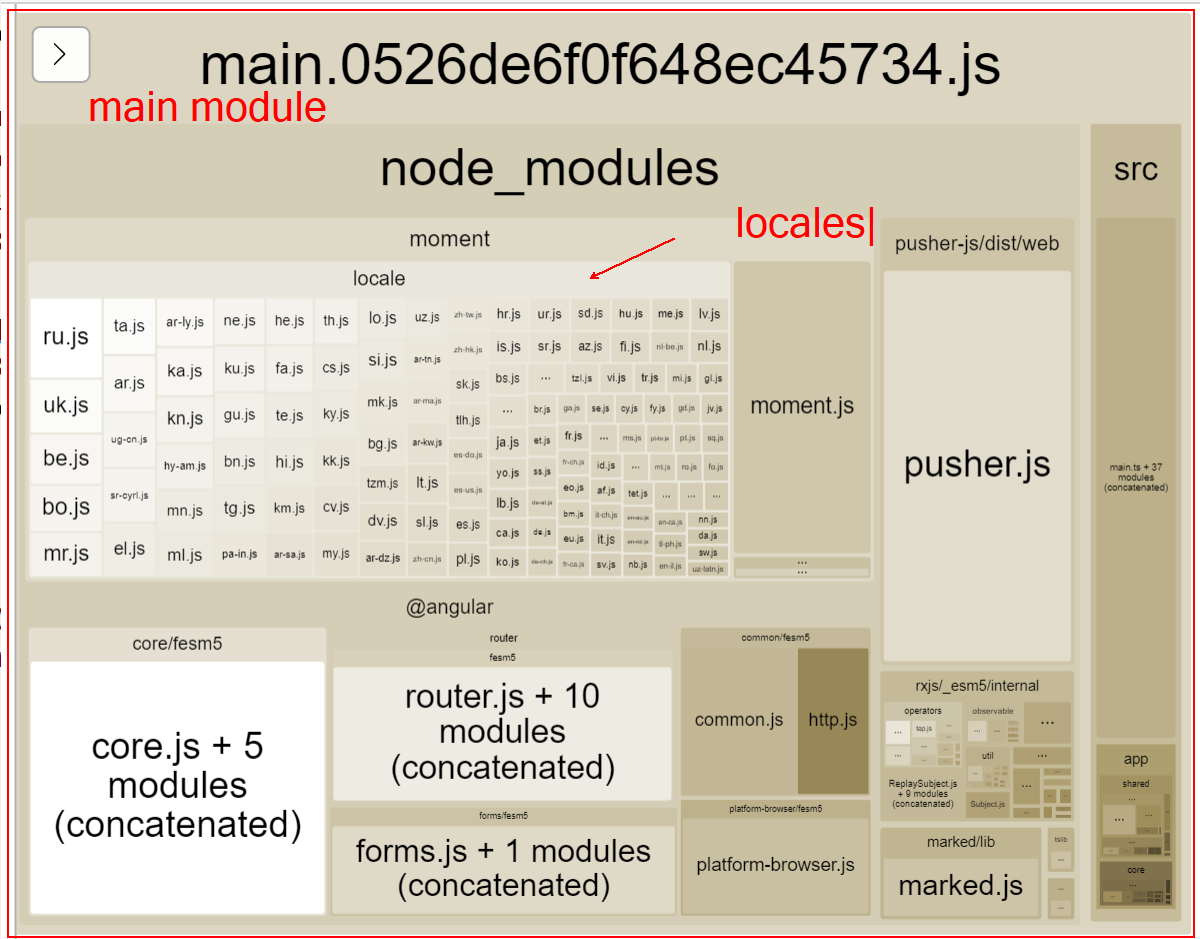 main.0526de6f0f648ec45734.js
main module
node_modules
src
locales
moment
pusher-js/dist/web
locale
ru.js
uk.js
be.js
bo.js
mr.js
ta.js
ar.js
ug-cn.js
sr-cyrl.js
el.js
ar-ly.js
ka.js
kn.js
hy-am.js
mn.js
ml.js
ne.js
ku.js
gu.js
bn.js
tg.js
pa-in.js
he.js
fa.js
te.js
hi.js
km.js
ar-sa.js
th.js
cs.js
ky.js
kk.js
cv.js
my.js
lo.js
si.js
mk.js
bg.js
tzm.js
dv.js
ar-dz.js
uz.js
ar-tn.js
ar-ma.js
ar-kw.js
lt.js
sl.js
zh-cn.js
zh-tw.js
zh-hk.js
sk.js
tlh.js
es-do.js
es-us.js
es.js
pl.js
hr.js
is.js
bs.js
...
ja.js
yo.js
lb.js
ca.js
ko.js
ur.js
sd.js
hu.js
me.js
lv.js
sr.js
az.js
fi.js
nl-be.js
nl.js
...
tzl.js
vi.js
tr.js
mi.js
gl.js
br.js
ga.js
se.js
cy.js
fy.js
gd.js
jv.js
et.js
fr.js
...
ms.js
pt-br.js
pt.js
sq.js
ss.js
fr-ch.js
id.js
...
mt.js
ro.js
fo.js
eo.js
af.js
tet.js
...
...
...
de.js
bm.js
it-ch.js
en-au.js
en-ca.js
nn.js
eu.js
it.js
en-nz.js
tl-ph.js
da.js
sw.js
de-ch.js
fr-ca.js
sv.js
nb.js
en-il.js
uz-latn.js
moment.js
...
...
pusher.js
main.ts + 37
modules
(concatenated)
@angular
core/fesm5
core.js + 5
modules
(concatenated)
router
fesm5
router.js + 10
modules
(concatenated)
forms/fesm5
forms.js + 1 modules
(concatenated)
common/fesm5
common.js
http.js
platform-browser/fesm5
platform-browser.js
rxjs/_esm5/internal
operators
...
tap.js
...
observable
...
...
...
util
...
...
ReplaySubject.js
+ 9 modules
(concatenated)
Subject.js
marked/lib
marked.js
tslib
...
...
...
app
shared
...
...
...
...
core
...